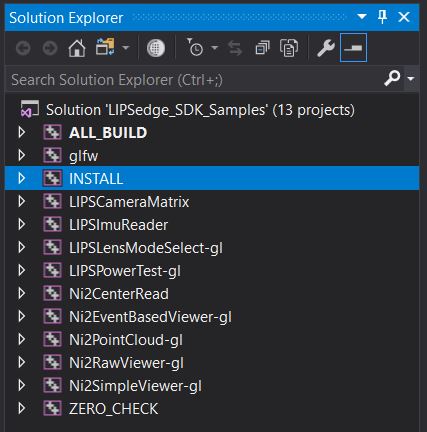 Solution Explorer
Search Solution Explorer (Ctrl+;)
Solution 'LIPSedge_SDK_Samples' (13 projects)
ALL_BUILD
glfw
INSTALL
LIPSCameraMatrix
LIPSImuReader
LIPSLensModeSelect-gl
LIPSPowerTest-gl
Ni2CenterRead
Ni2EventBasedViewer-gl
Ni2PointCloud-gl
Ni2RawViewer-gl
Ni2SimpleViewer-gl
ZERO_CHECK